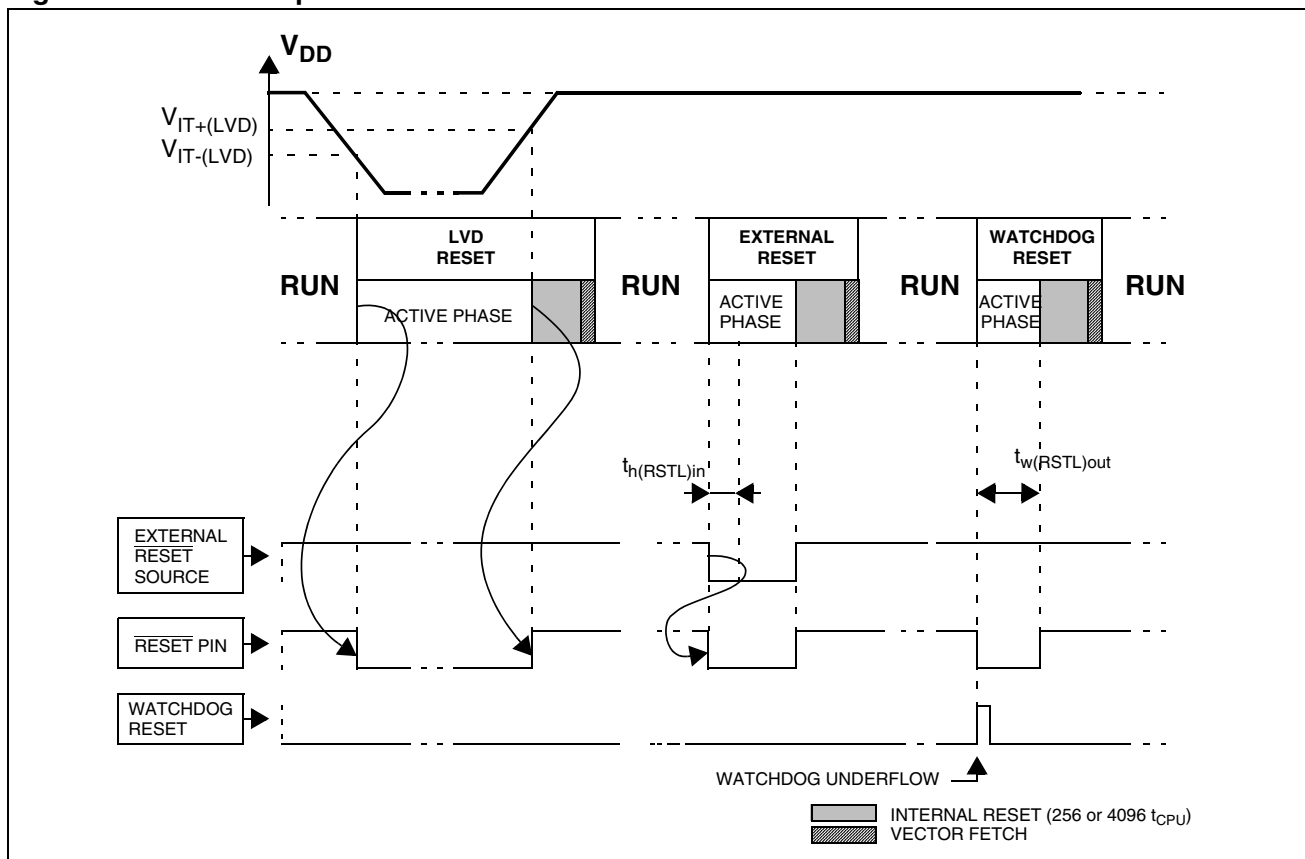 V_DD
V_IT+(LVD)
V_IT-(LVD)
LVD
RESET
EXTERNAL
RESET
WATCHDOG
RESET
RUN
ACTIVE PHASE
RUN
ACTIVE
PHASE
RUN
ACTIVE
PHASE
RUN
t_h(RSTL)in
t_w(RSTL)out
EXTERNAL
RESET
SOURCE
RESET PIN
WATCHDOG
RESET
WATCHDOG UNDERFLOW
INTERNAL RESET (256 or 4096 t_CPU)
VECTOR FETCH